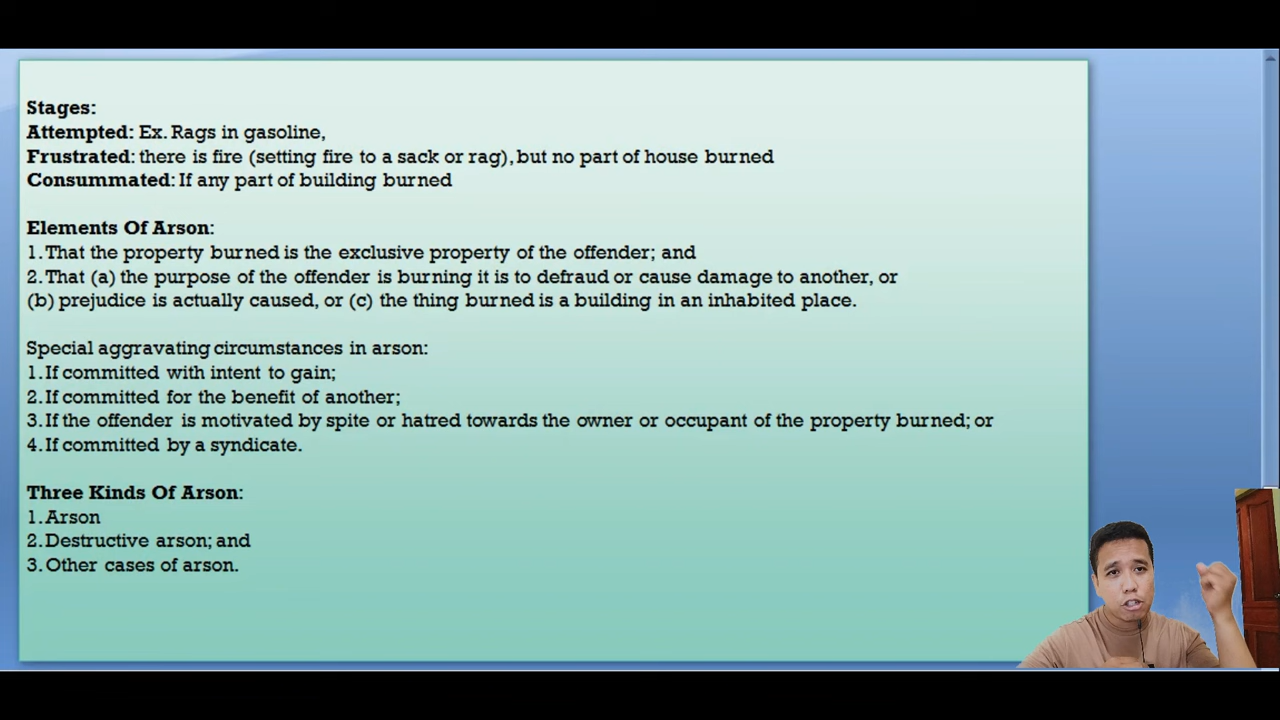 Stages:
Attempted: Ex. Rags in gasoline,
Frustrated: there is fire (setting fire to a sack or rag), but no part of house burned
Consummated: If any part of building burned
Elements Of Arson:
1. That the property burned is the exclusive property of the offender; and
2. That (a) the purpose of the offender is burning it is to defraud or cause damage to another, or
(b) prejudice is actually caused, or (c) the thing burned is a building in an inhabited place.
Special aggravating circumstances in arson:
1. If committed with intent to gain;
2. If committed for the benefit of another;
3. If the offender is motivated by spite or hatred towards the owner or occupant of the property burned; or
4. If committed by a syndicate.
Three Kinds Of Arson:
1. Arson
2. Destructive arson; and
3. Other cases of arson.